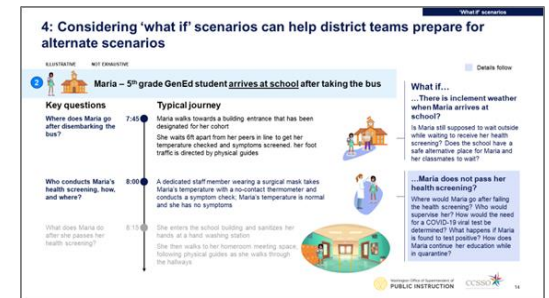 'What if' scenarios
4: Considering 'what if' scenarios can help district teams prepare for
alternate scenarios
ILLUSTRATIVE NOT EXHAUSTIVE
Details follow
2
Maria – 5th grade GenEd student arrives at school after taking the bus
Key questions
Typical journey
Where does Maria go
after disembarking the
bus?
7:45
Maria walks towards a building entrance that has been
designated for her cohort
She waits 6ft apart from her peers in line to get her
temperature checked and symptoms screened. her foot
traffic is directed by physical guides
Who conducts Maria's
health screening, how,
and where?
8:00
A dedicated staff member wearing a surgical mask takes
Maria's temperature with a no-contact thermometer and
conducts a symptom check; Maria's temperature is normal
and she has no symptoms
What does Maria do
after she passes her
health screening?
8:15
She enters the school building and sanitizes her
hands at a hand washing station
She then walks to her homeroom meeting space,
following physical guides as she walks through
the hallways
What if…
…There is inclement weather
when Maria arrives at
school?
Is Maria still supposed to wait outside
while waiting to receive her health
screening? Does the school have a
safe alternative place for Maria and
her classmates to wait?
…Maria does not pass her
health screening?
Where would Maria go after failing
the health screening? Who would
supervise her? How would the need
for a COVID-19 viral test be
determined? What happens if Maria
is found to test positive? How does
Maria continue her education while
in quarantine?
Washington Office of Superintendent of
PUBLIC INSTRUCTION
CCSSO
14